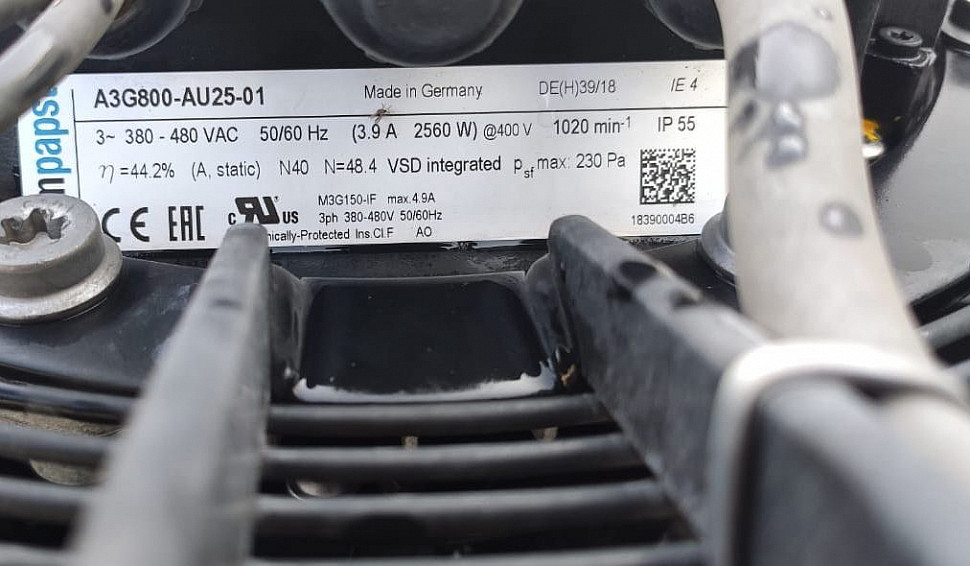 mpapst
A3G800-AU25-01 Made in Germany DE(H)39/18 IE 4
3~ 380 - 480 VAC 50/60 Hz (3.9 A 2560 W) @400 V 1020 min-1 IP 55
η =44.2% (A, static) N40 N=48.4 VSD integrated psf max: 230 Pa
CE EAC c RU US
M3G150-IF max.4.9A
3ph 380-480V 50/60Hz
nically-Protected Ins.Cl.F AO
18390004B6